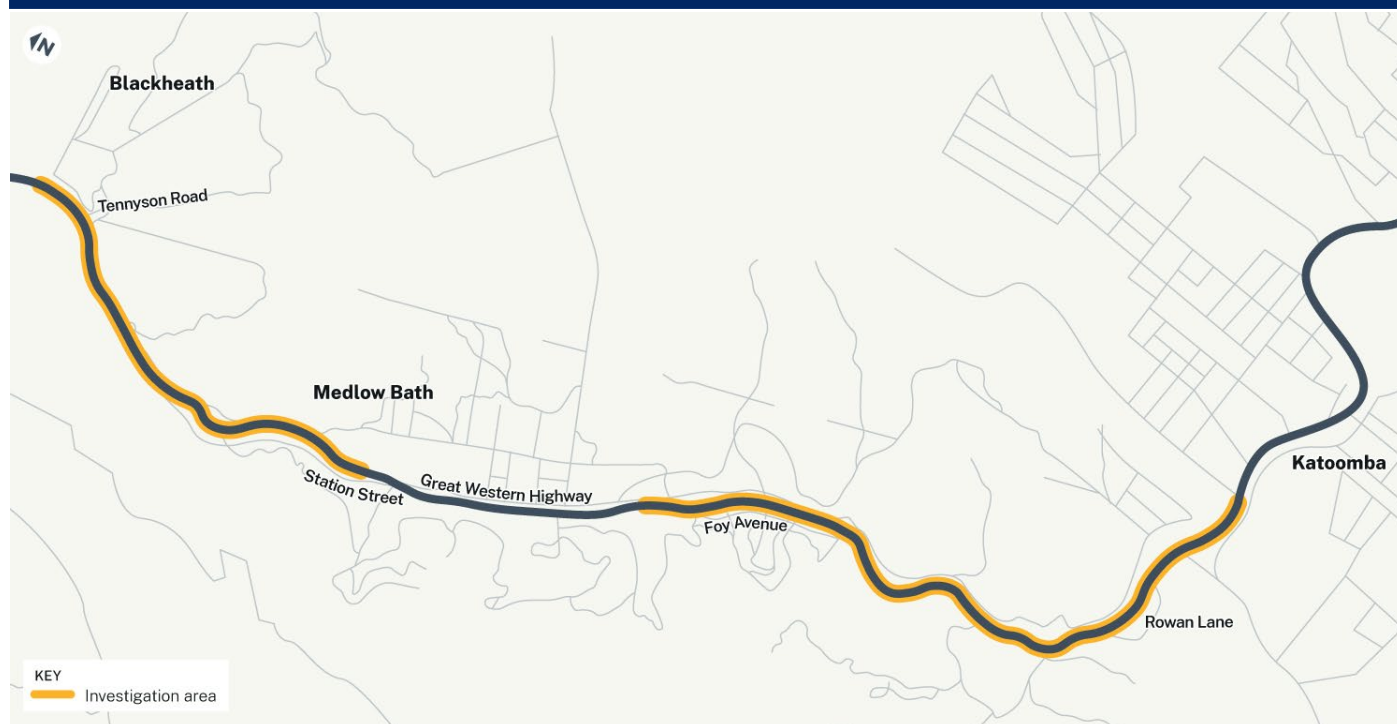 N
Blackheath
Tennyson Road
Medlow Bath
Station Street
Great Western Highway
Foy Avenue
Katoomba
Rowan Lane
KEY
Investigation area